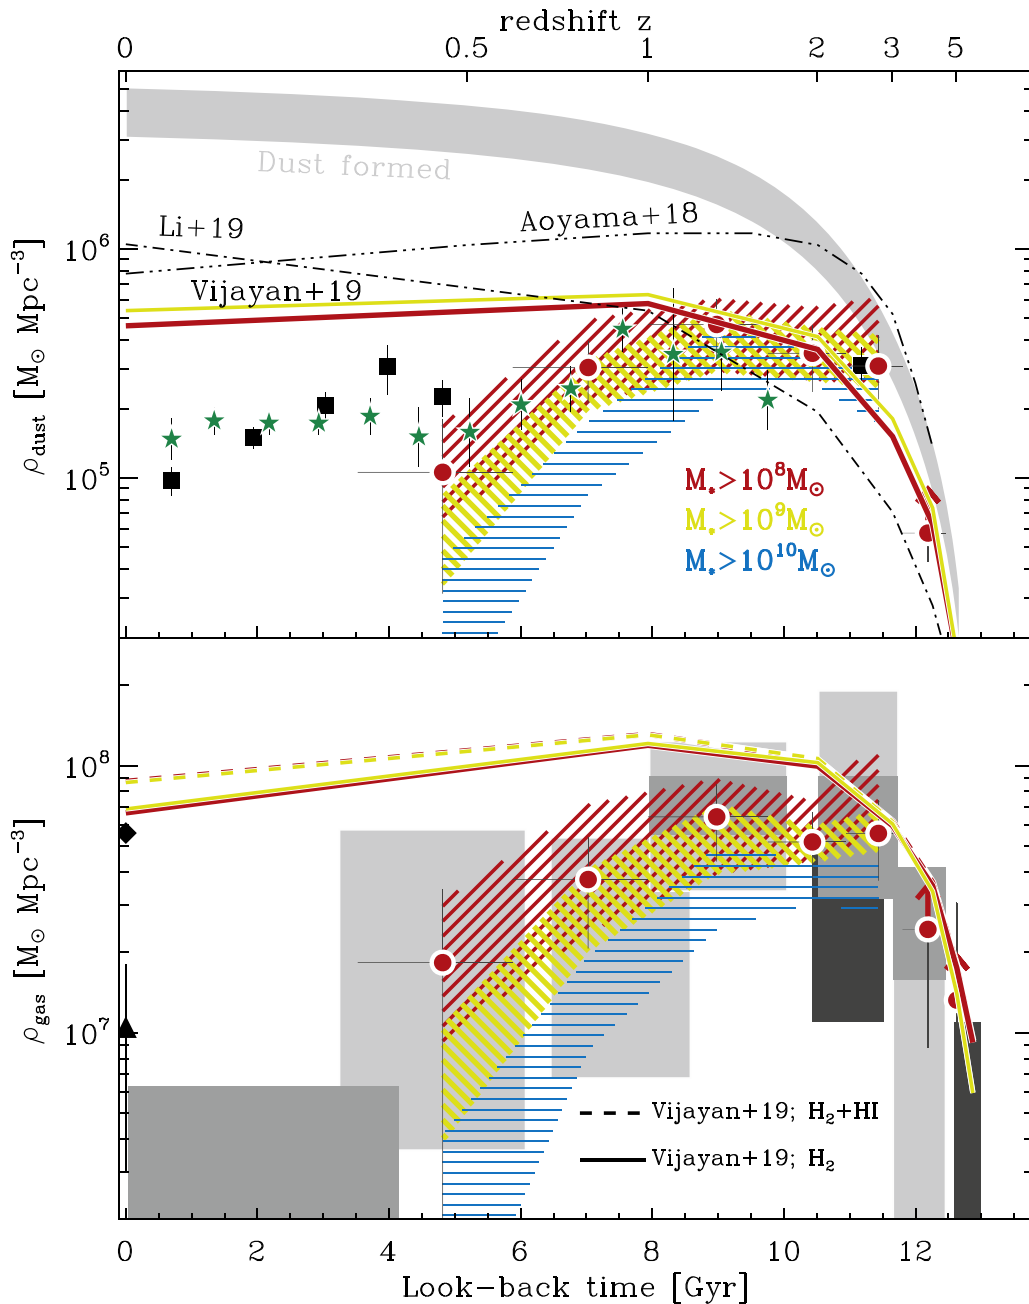 redshift z
0 0.5 1 2 3 5
Dust formed
Li+19
Aoyama+18
10⁶
Vijayan+19
ρdust [M⊙ Mpc⁻³]
10⁵
M⋆>10⁸M⊙
M⋆>10⁹M⊙
M⋆>10¹⁰M⊙
10⁸
ρgas [M⊙ Mpc⁻³]
10⁷
Vijayan+19; H₂+HI
Vijayan+19; H₂
0 2 4 6 8 10 12
Look-back time [Gyr]